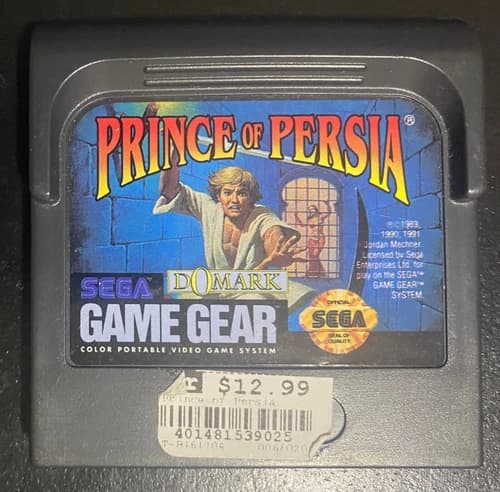 PRINCE OF PERSIA®
®©1989,
1990, 1991
Jordan Mechner.
Licensed by Sega
Enterprises Ltd. for
play on the SEGA™
GAME GEAR™
SYSTEM.
DOMARK
SEGA
GAME GEAR
COLOR PORTABLE VIDEO GAME SYSTEM
OFFICIAL
SEGA
SEAL OF
QUALITY
$12.99
Prince of Persia
401481539025